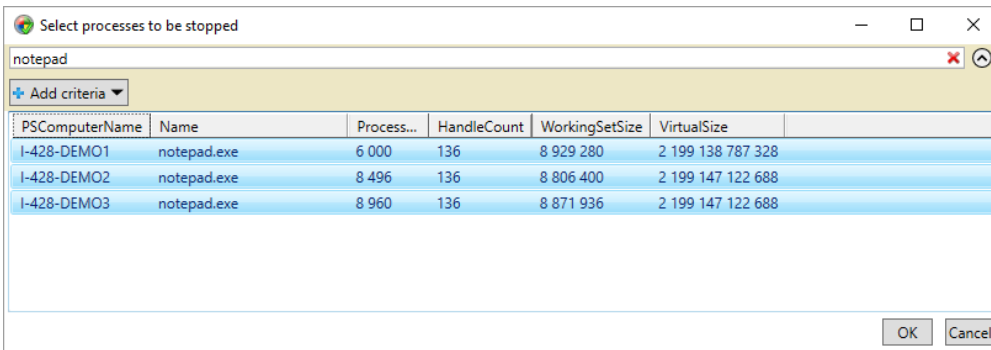 Select processes to be stopped
notepad
Add criteria
PSComputerName Name Process... HandleCount WorkingSetSize VirtualSize
I-428-DEMO1 notepad.exe 6 000 136 8 929 280 2 199 138 787 328
I-428-DEMO2 notepad.exe 8 496 136 8 806 400 2 199 147 122 688
I-428-DEMO3 notepad.exe 8 960 136 8 871 936 2 199 147 122 688
OK Cancel